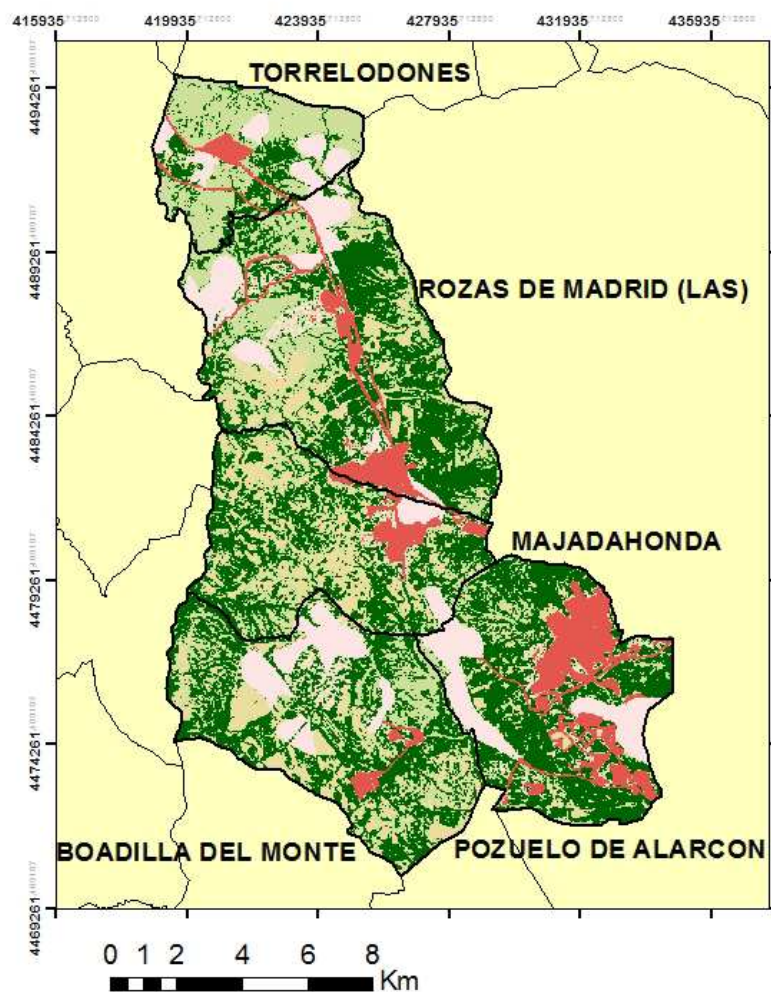 415935 419935 423935 427935 431935 435935
TORRELODONES
4494261
4489261
ROZAS DE MADRID (LAS)
4484261
MAJADAHONDA
4479261
4474261
BOADILLA DEL MONTE
POZUELO DE ALARCON
4469261
0 1 2 4 6 8
Km